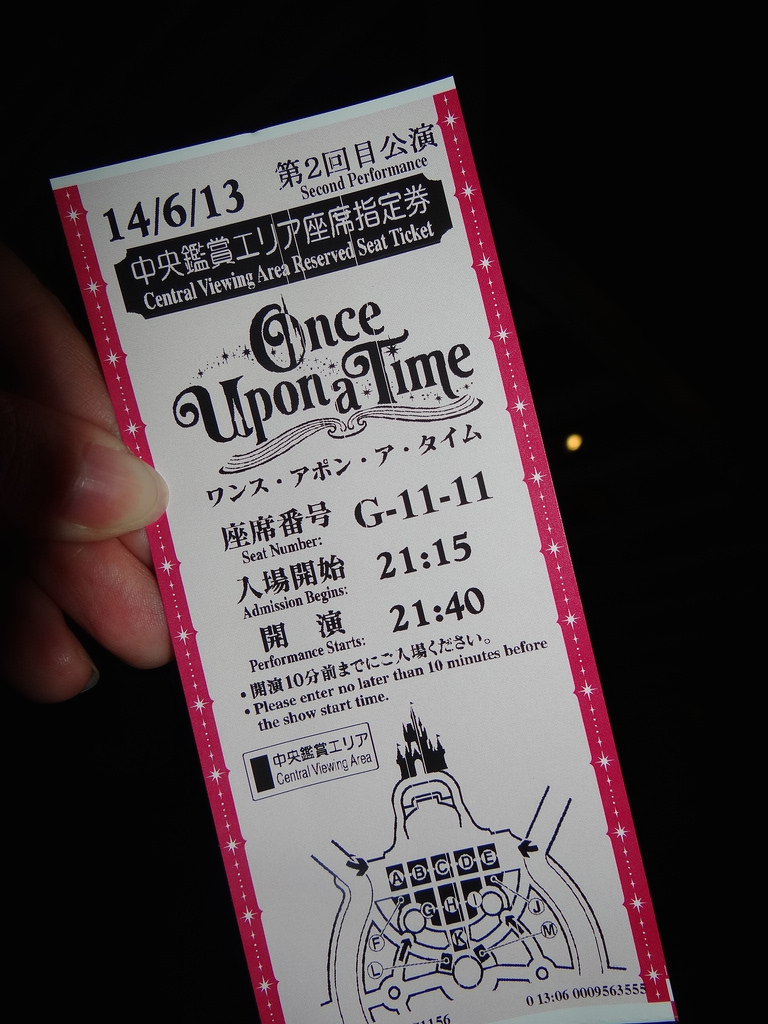 14/6/13 第2回目公演
Second Performance
中央鑑賞エリア座席指定券
Central Viewing Area Reserved Seat Ticket
Once
Upon a Time
ワンス・アポン・ア・タイム
座席番号 G-11-11
Seat Number:
入場開始 21:15
Admission Begins:
開 演 21:40
Performance Starts:
・開演10分前までにご入場ください。
・Please enter no later than 10 minutes before
the show start time.
中央鑑賞エリア
Central Viewing Area
A B C D E
G H I J
F K M
L
0 13:06 0009563555